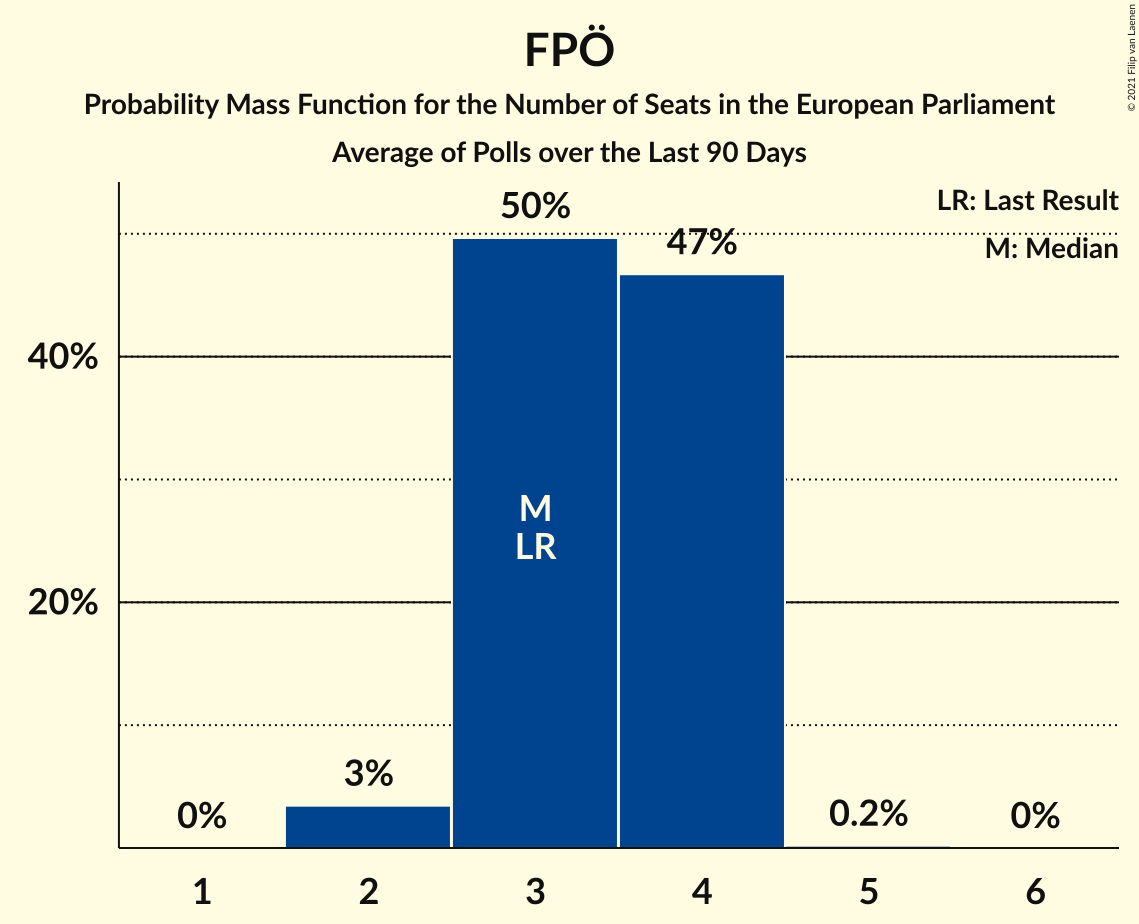 FPÖ
Probability Mass Function for the Number of Seats in the European Parliament
Average of Polls over the Last 90 Days
© 2021 Filip van Laenen
LR: Last Result
M: Median
50%
47%
40%
M
LR
20%
3%
0%
0.2%
0%
1 2 3 4 5 6